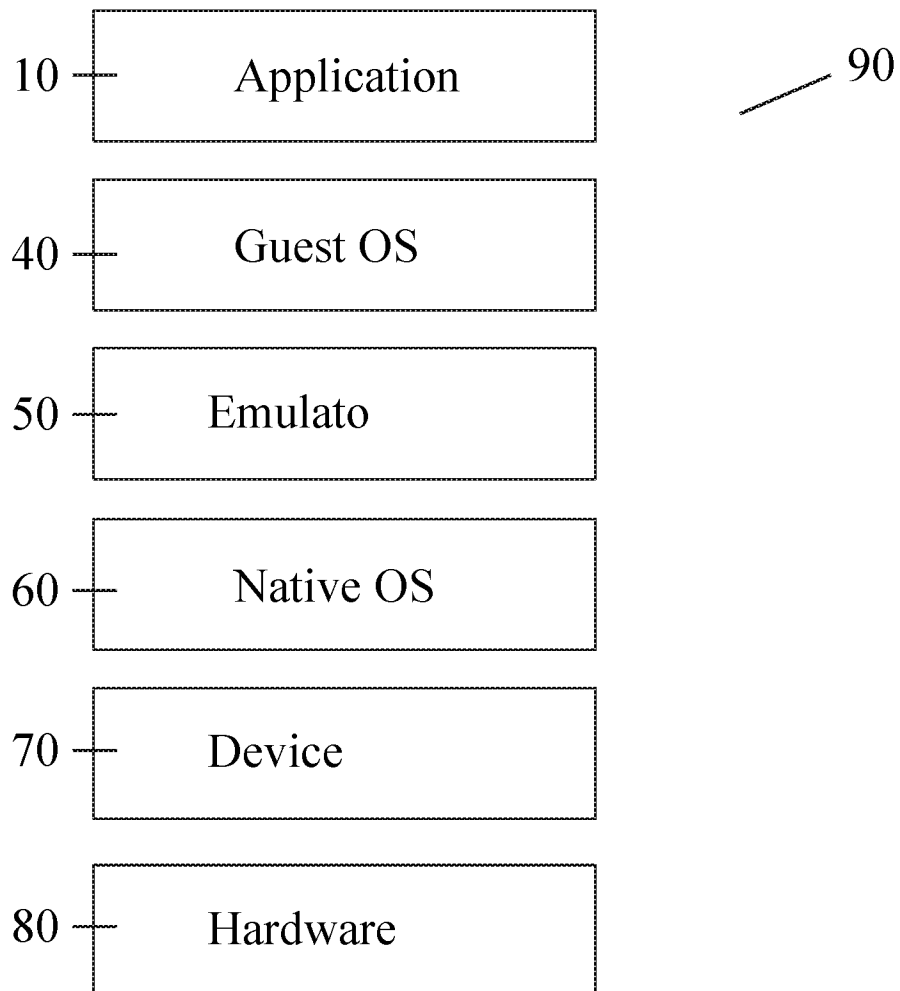 10 Application 90
40 Guest OS
50 Emulato
60 Native OS
70 Device
80 Hardware